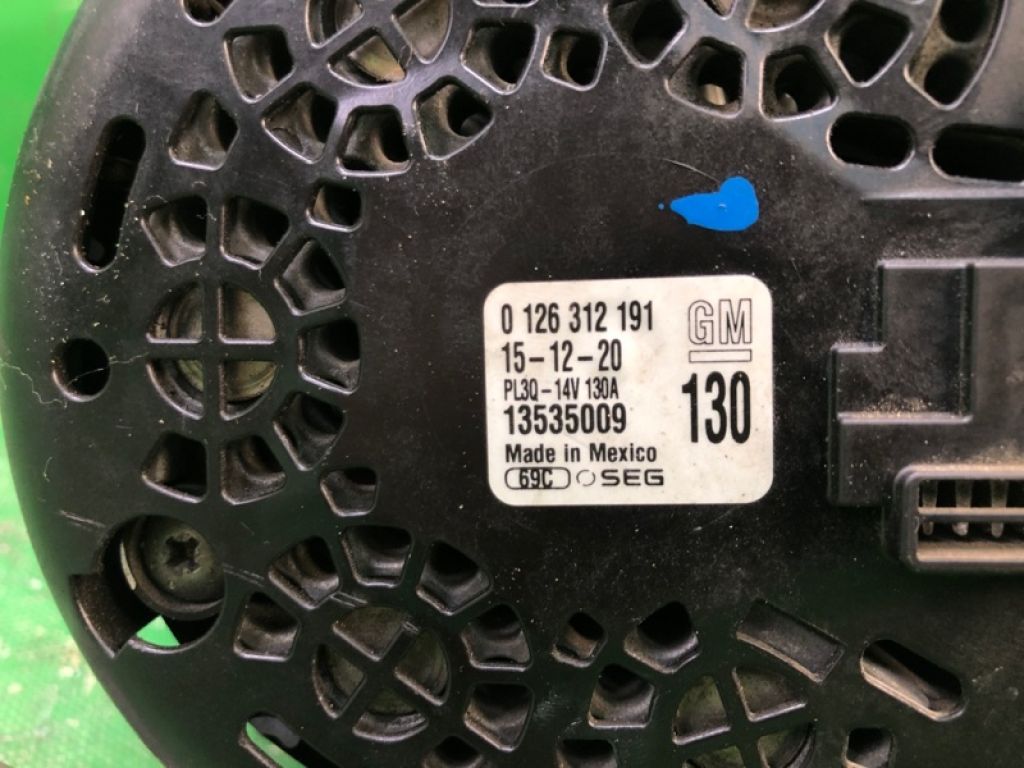 0 126 312 191
15-12-20
PL3Q-14V 130A
13535009
Made in Mexico
69C SEG
GM
130